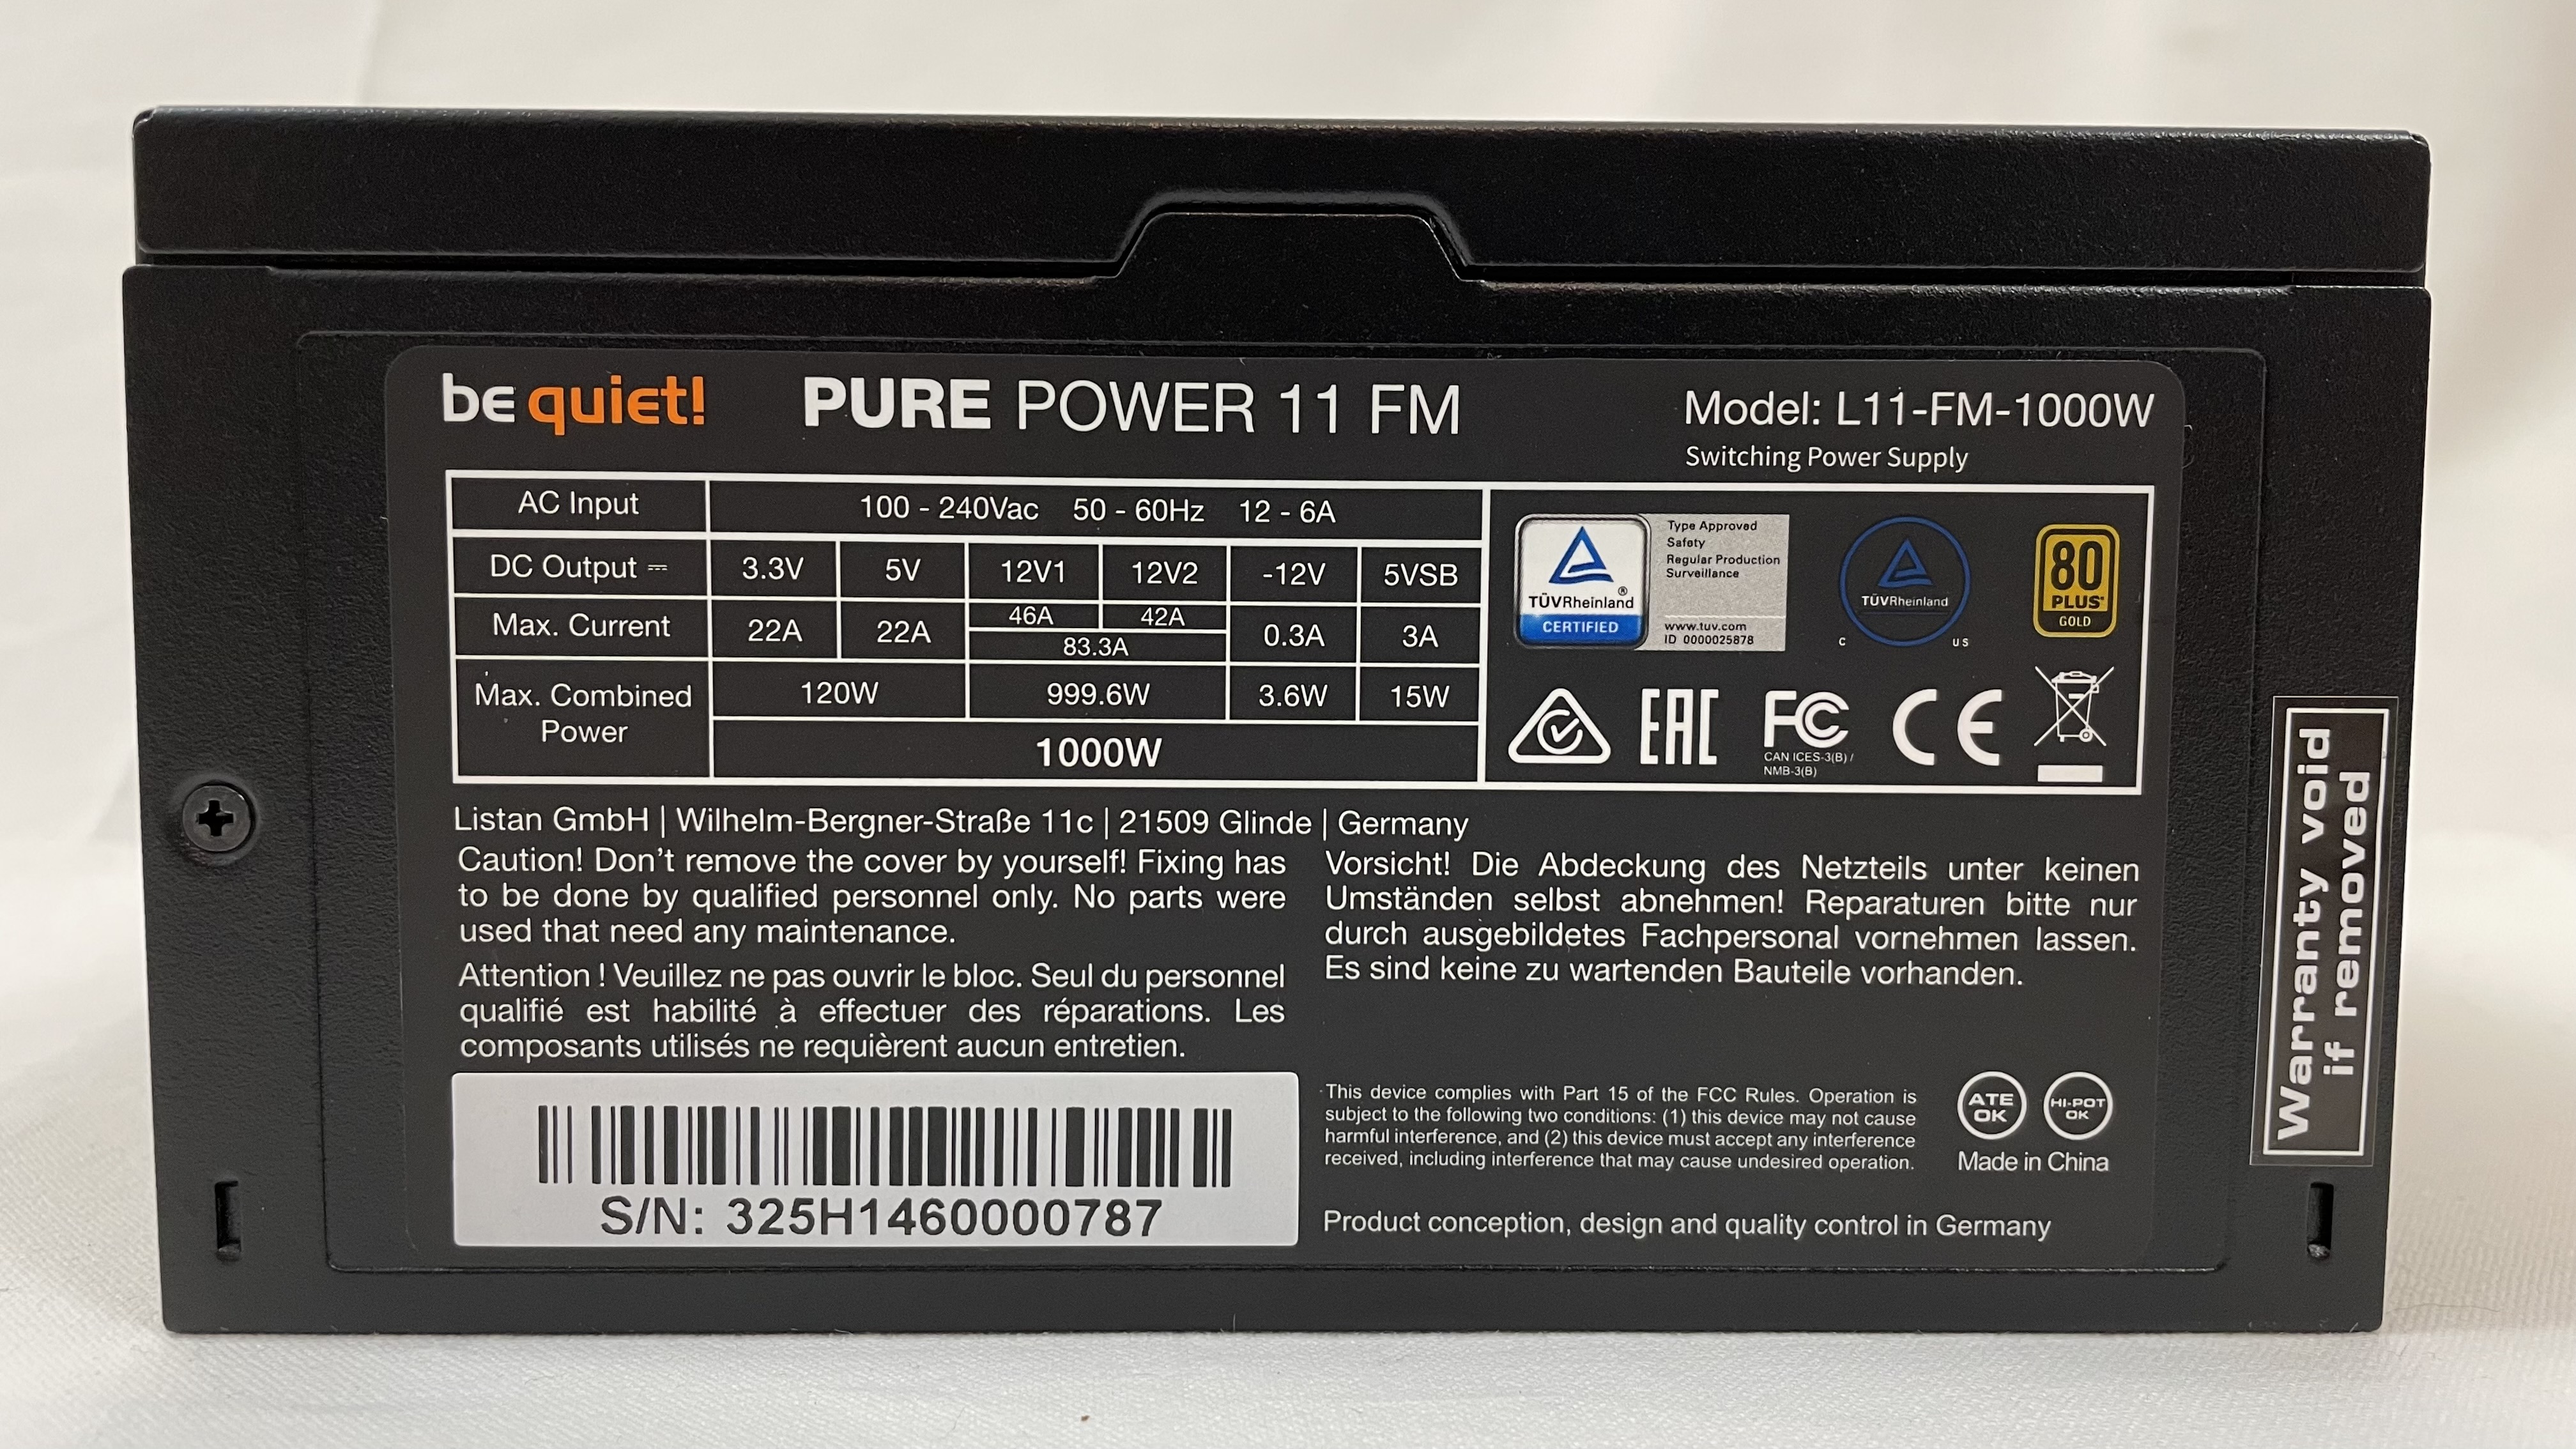 be quiet! PURE POWER 11 FM Model: L11-FM-1000W
Switching Power Supply
AC Input 100 - 240Vac 50 - 60Hz 12 - 6A
DC Output ⎓ 3.3V 5V 12V1 12V2 -12V 5VSB
Max. Current 22A 22A 46A 42A 0.3A 3A
83.3A
Max. Combined Power 120W 999.6W 3.6W 15W
1000W
TÜVRheinland®
CERTIFIED
Type Approved
Safety
Regular Production
Surveillance
www.tuv.com
ID 0000025878
TÜVRheinland
C US
80
PLUS®
GOLD
EAC
FC
CAN ICES-3(B) /
NMB-3(B)
CE
Listan GmbH | Wilhelm-Bergner-Straße 11c | 21509 Glinde | Germany
Caution! Don't remove the cover by yourself! Fixing has
to be done by qualified personnel only. No parts were
used that need any maintenance.
Attention ! Veuillez ne pas ouvrir le bloc. Seul du personnel
qualifié est habilité à effectuer des réparations. Les
composants utilisés ne requièrent aucun entretien.
Vorsicht! Die Abdeckung des Netzteils unter keinen
Umständen selbst abnehmen! Reparaturen bitte nur
durch ausgebildetes Fachpersonal vornehmen lassen.
Es sind keine zu wartenden Bauteile vorhanden.
S/N: 325H1460000787
This device complies with Part 15 of the FCC Rules. Operation is
subject to the following two conditions: (1) this device may not cause
harmful interference, and (2) this device must accept any interference
received, including interference that may cause undesired operation.
ATE
OK
HI-POT
OK
Made in China
Product conception, design and quality control in Germany
Warranty void
if removed